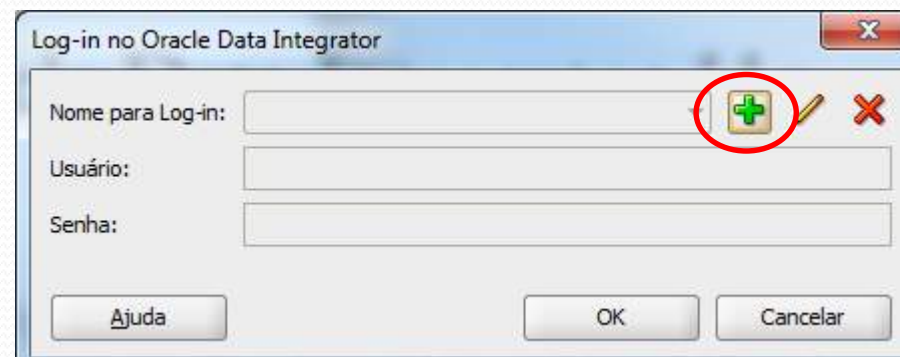 Log-in no Oracle Data Integrator
Nome para Log-in:
Usuário:
Senha:
Ajuda OK Cancelar